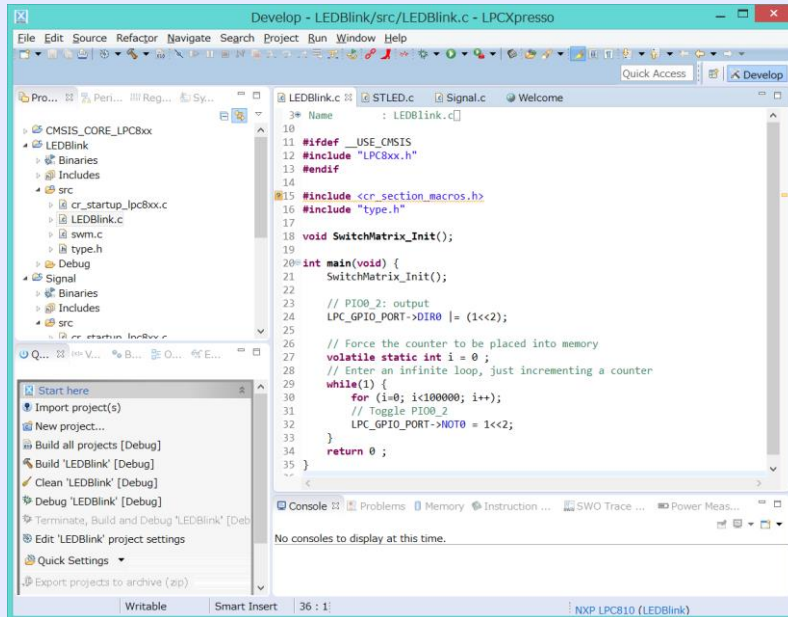 Develop - LEDBlink/src/LEDBlink.c - LPCXpresso
File Edit Source Refactor Navigate Search Project Run Window Help
Quick Access
Develop
Pro... Peri... Reg... Sy...
CMSIS_CORE_LPC8xx
LEDBlink
Binaries
Includes
src
cr_startup_lpc8xx.c
LEDBlink.c
swm.c
type.h
Debug
Signal
Binaries
Includes
src
cr_startup_lpc8xx.c
Q... V... B... O... E...
Start here
Import project(s)
New project...
Build all projects [Debug]
Build 'LEDBlink' [Debug]
Clean 'LEDBlink' [Debug]
Debug 'LEDBlink' [Debug]
Terminate, Build and Debug 'LEDBlink' [Deb
Edit 'LEDBlink' project settings
Quick Settings
Export projects to archive (zip)
LEDBlink.c STLED.c Signal.c Welcome
3 Name : LEDBlink.c
10
11 #ifdef __USE_CMSIS
12 #include "LPC8xx.h"
13 #endif
14
15 #include <cr_section_macros.h>
16 #include "type.h"
17
18 void SwitchMatrix_Init();
19
20 int main(void) {
21 SwitchMatrix_Init();
22
23 // PIO0_2: output
24 LPC_GPIO_PORT->DIR0 |= (1<<2);
25
26 // Force the counter to be placed into memory
27 volatile static int i = 0 ;
28 // Enter an infinite loop, just incrementing a counter
29 while(1) {
30 for (i=0; i<100000; i++);
31 // Toggle PIO0_2
32 LPC_GPIO_PORT->NOT0 = 1<<2;
33 }
34 return 0 ;
35 }
Console Problems Memory Instruction ... SWO Trace ... Power Meas...
No consoles to display at this time.
Writable Smart Insert 36 : 1 NXP LPC810 (LEDBlink)